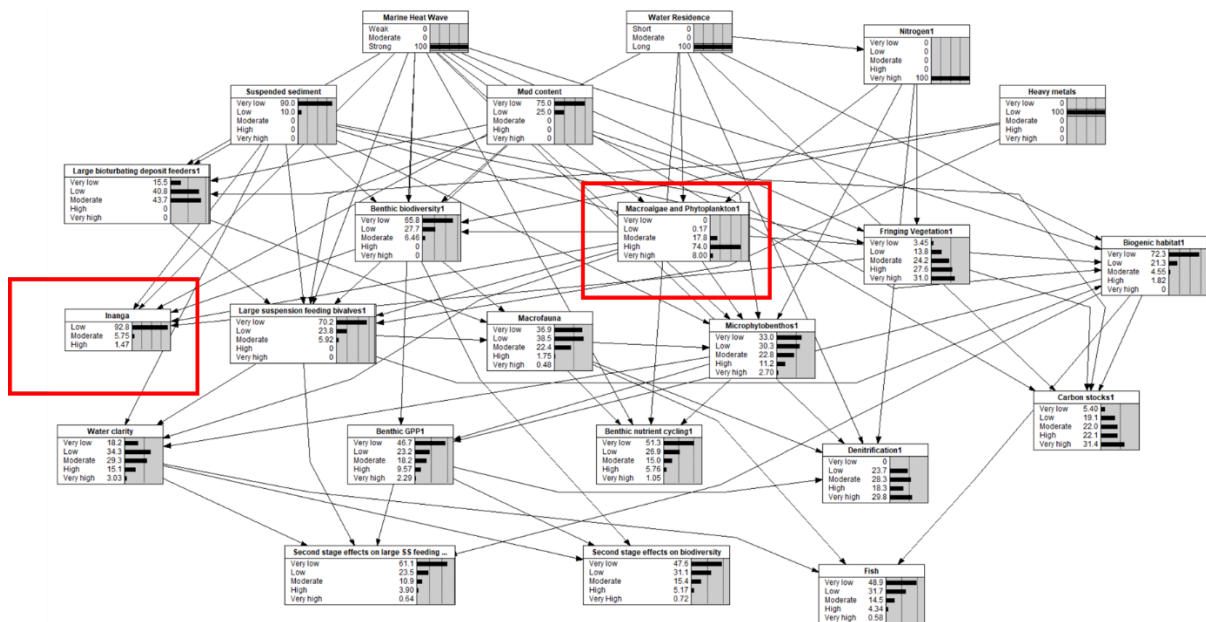 Marine Heat Wave
Weak 0
Moderate 0
Strong 100
Water Residence
Short 0
Moderate 0
Long 100
Nitrogen1
Very low 0
Low 0
Moderate 0
High 0
Very high 100
Suspended sediment
Very low 90.0
Low 10.0
Moderate 0
High 0
Very high 0
Mud content
Very low 75.0
Low 25.0
Moderate 0
High 0
Very high 0
Heavy metals
Very low 0
Low 100
Moderate 0
High 0
Very high 0
Large bioturbating deposit feeders1
Very low 15.5
Low 40.8
Moderate 43.7
High 0
Very high 0
Benthic biodiversity1
Very low 65.8
Low 27.7
Moderate 6.46
High 0
Very high 0
Macroalgae and Phytoplankton1
Very low 0
Low 0.17
Moderate 17.8
High 74.0
Very high 8.00
Fringing Vegetation1
Very low 3.45
Low 13.8
Moderate 24.2
High 27.6
Very high 31.0
Biogenic habitat1
Very low 72.3
Low 21.3
Moderate 4.55
High 1.82
Very high 0
Inanga
Low 92.8
Moderate 5.75
High 1.47
Large suspension feeding bivalves1
Very low 70.2
Low 23.8
Moderate 5.92
High 0
Very high 0
Macrofauna
Very low 36.9
Low 38.5
Moderate 22.4
High 1.75
Very high 0.48
Microphytobenthos1
Very low 33.0
Low 30.3
Moderate 22.8
High 11.2
Very high 2.70
Carbon stocks1
Very low 5.40
Low 19.1
Moderate 22.0
High 22.1
Very high 31.4
Water clarity
Very low 18.2
Low 34.3
Moderate 29.3
High 15.1
Very high 3.03
Benthic GPP1
Very low 46.7
Low 23.2
Moderate 18.2
High 9.57
Very high 2.29
Benthic nutrient cycling1
Very low 51.3
Low 26.9
Moderate 15.0
High 5.76
Very high 1.05
Denitrification1
Very low 0
Low 23.7
Moderate 28.3
High 18.3
Very high 29.8
Second stage effects on large SS feeding ...
Very low 61.1
Low 23.5
Moderate 10.9
High 3.90
Very high 0.64
Second stage effects on biodiversity
Very low 47.6
Low 31.1
Moderate 15.4
High 5.17
Very high 0.72
Fish
Very low 48.9
Low 31.7
Moderate 14.5
High 4.34
Very high 0.58